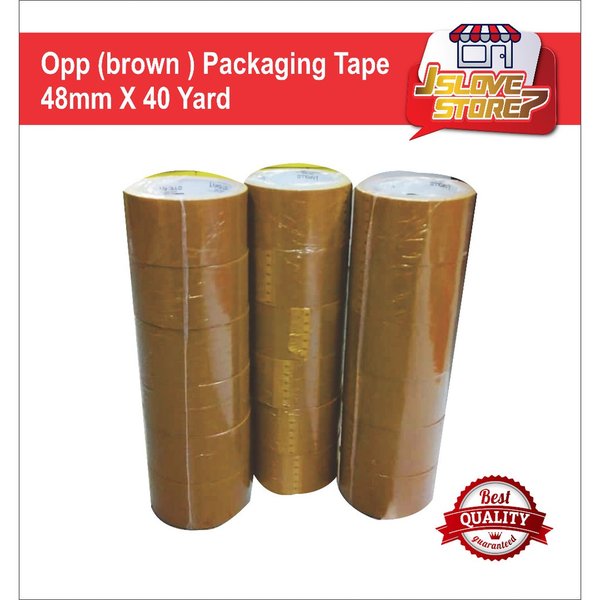 Opp (brown ) Packaging Tape
48mm X 40 Yard
JSLOVE
STORE7
Best
QUALITY
guaranteed